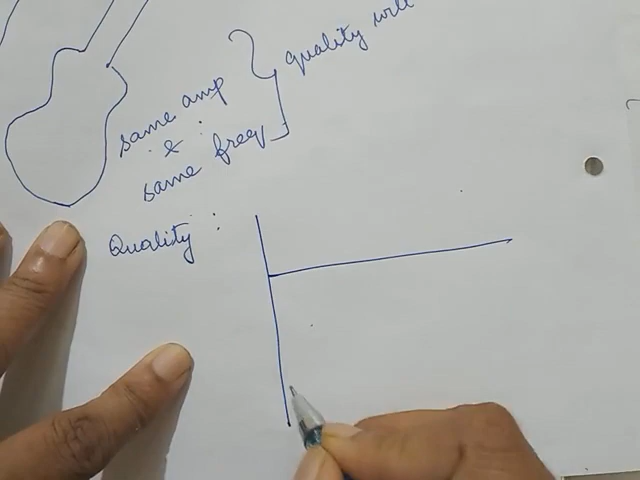 same amp
&
same freq
quality will
Quality :